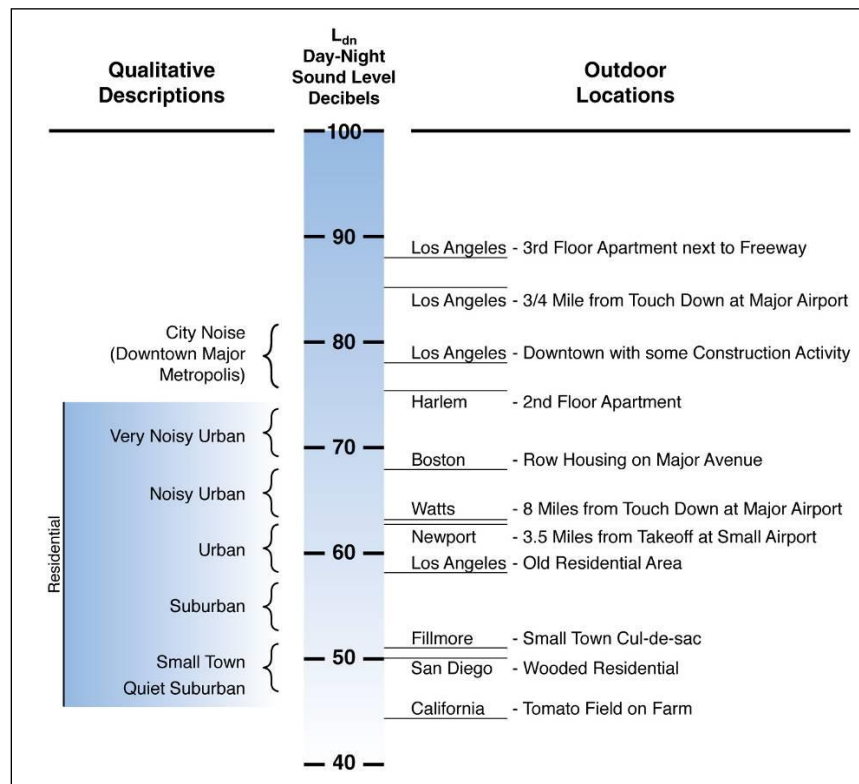 Qualitative
Descriptions
Ldn
Day-Night
Sound Level
Decibels
Outdoor
Locations
100
90
80
70
60
50
40
City Noise
(Downtown Major
Metropolis)
Very Noisy Urban
Noisy Urban
Urban
Suburban
Small Town
Quiet Suburban
Residential
Los Angeles - 3rd Floor Apartment next to Freeway
Los Angeles - 3/4 Mile from Touch Down at Major Airport
Los Angeles - Downtown with some Construction Activity
Harlem - 2nd Floor Apartment
Boston - Row Housing on Major Avenue
Watts - 8 Miles from Touch Down at Major Airport
Newport - 3.5 Miles from Takeoff at Small Airport
Los Angeles - Old Residential Area
Fillmore - Small Town Cul-de-sac
San Diego - Wooded Residential
California - Tomato Field on Farm